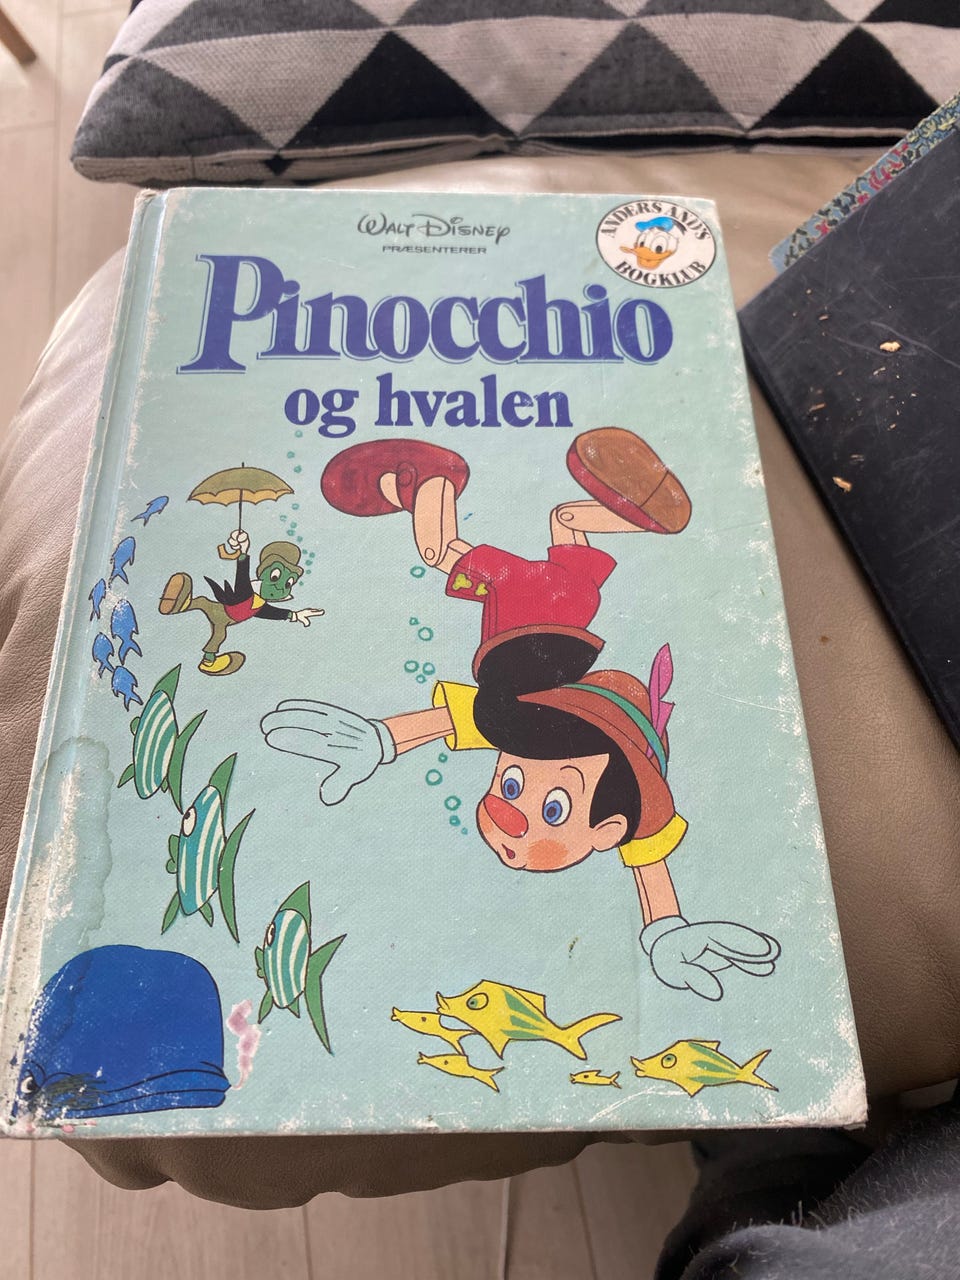 WALT DISNEY
PRÆSENTERER
ANDERS AND'S
BOGKLUB
Pinocchio
og hvalen